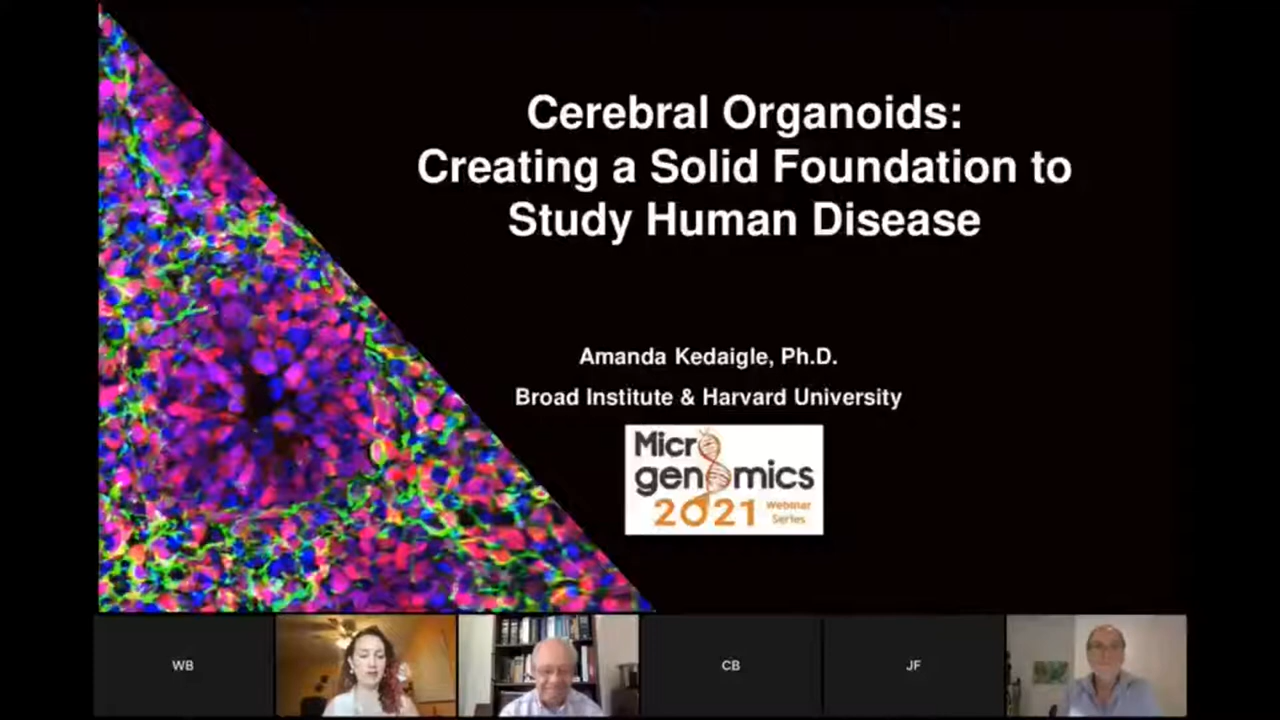 Cerebral Organoids:
Creating a Solid Foundation to
Study Human Disease
Amanda Kedaigle, Ph.D.
Broad Institute & Harvard University
Micro
genomics
2021 Webinar
Series
WB
CB
JF